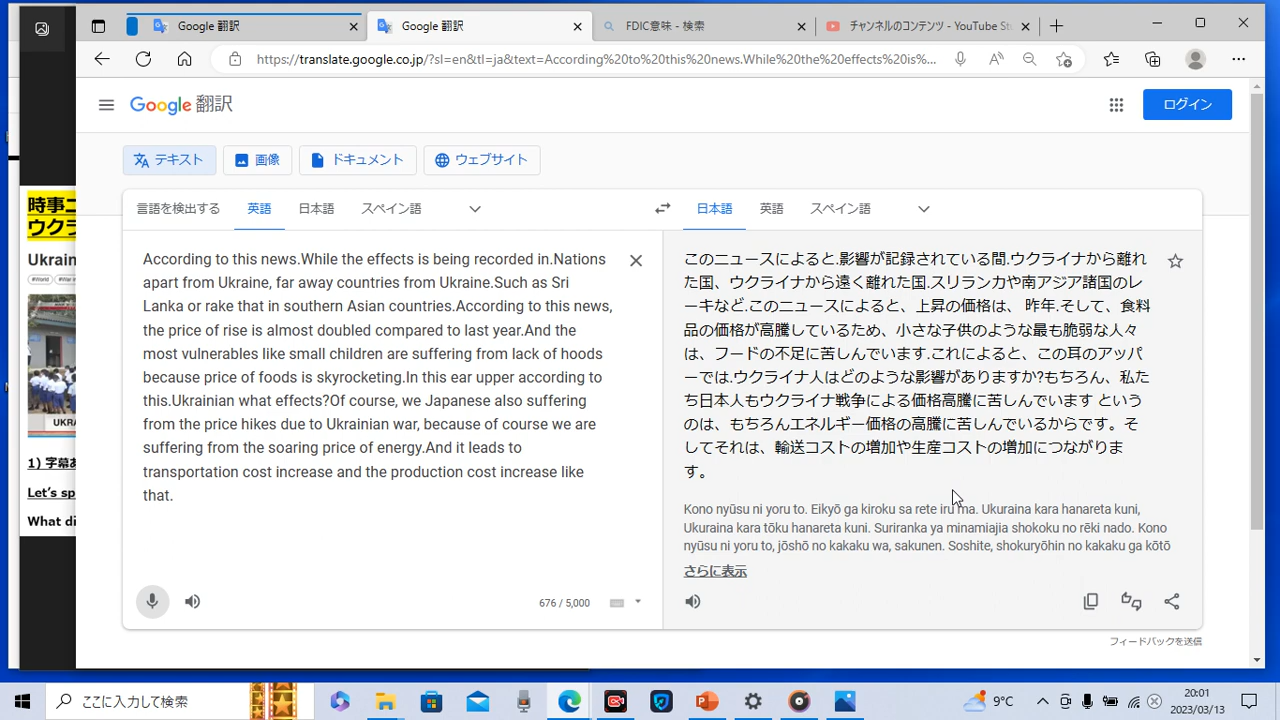 Google 翻訳
Google 翻訳
FDIC意味 - 検索
チャンネルのコンテンツ - YouTube St
https://translate.google.co.jp/?sl=en&tl=ja&text=According%20to%20this%20news.While%20the%20effects%20is%s...
Google 翻訳
ログイン
テキスト
画像
ドキュメント
ウェブサイト
言語を検出する
英語
日本語
スペイン語
日本語
英語
スペイン語
According to this news.While the effects is being recorded in.Nations
apart from Ukraine, far away countries from Ukraine.Such as Sri
Lanka or rake that in southern Asian countries.According to this news,
the price of rise is almost doubled compared to last year.And the
most vulnerables like small children are suffering from lack of hoods
because price of foods is skyrocketing.In this ear upper according to
this.Ukrainian what effects?Of course, we Japanese also suffering
from the price hikes due to Ukrainian war, because of course we are
suffering from the soaring price of energy.And it leads to
transportation cost increase and the production cost increase like
that.
676 / 5,000
このニュースによると.影響が記録されている間.ウクライナから離れ
た国、ウクライナから遠く離れた国.スリランカや南アジア諸国のレ
ーキなど.このニュースによると、上昇の価格は、 昨年.そして、食料
品の価格が高騰しているため、小さな子供のような最も脆弱な人々
は、フードの不足に苦しんでいます.これによると、この耳のアッパ
ーでは.ウクライナ人はどのような影響がありますか?もちろん、私た
ち日本人もウクライナ戦争による価格高騰に苦しんでいます という
のは、もちろんエネルギー価格の高騰に苦しんでいるからです。そ
してそれは、輸送コストの増加や生産コストの増加につながりま
す。
Kono nyūsu ni yoru to. Eikyō ga kiroku sa rete iru ma. Ukuraina kara hanareta kuni,
Ukuraina kara tōku hanareta kuni. Suriranka ya minamiajia shokoku no rēki nado. Kono
nyūsu ni yoru to, jōshō no kakaku wa, sakunen. Soshite, shokuryōhin no kakaku ga kōtō
さらに表示
フィードバックを送信
時事ニ
ウクラ
Ukrain
#World
UKRA
1) 字幕あ
Let's sp
What di
ここに入力して検索
9°C
20:01
2023/03/13